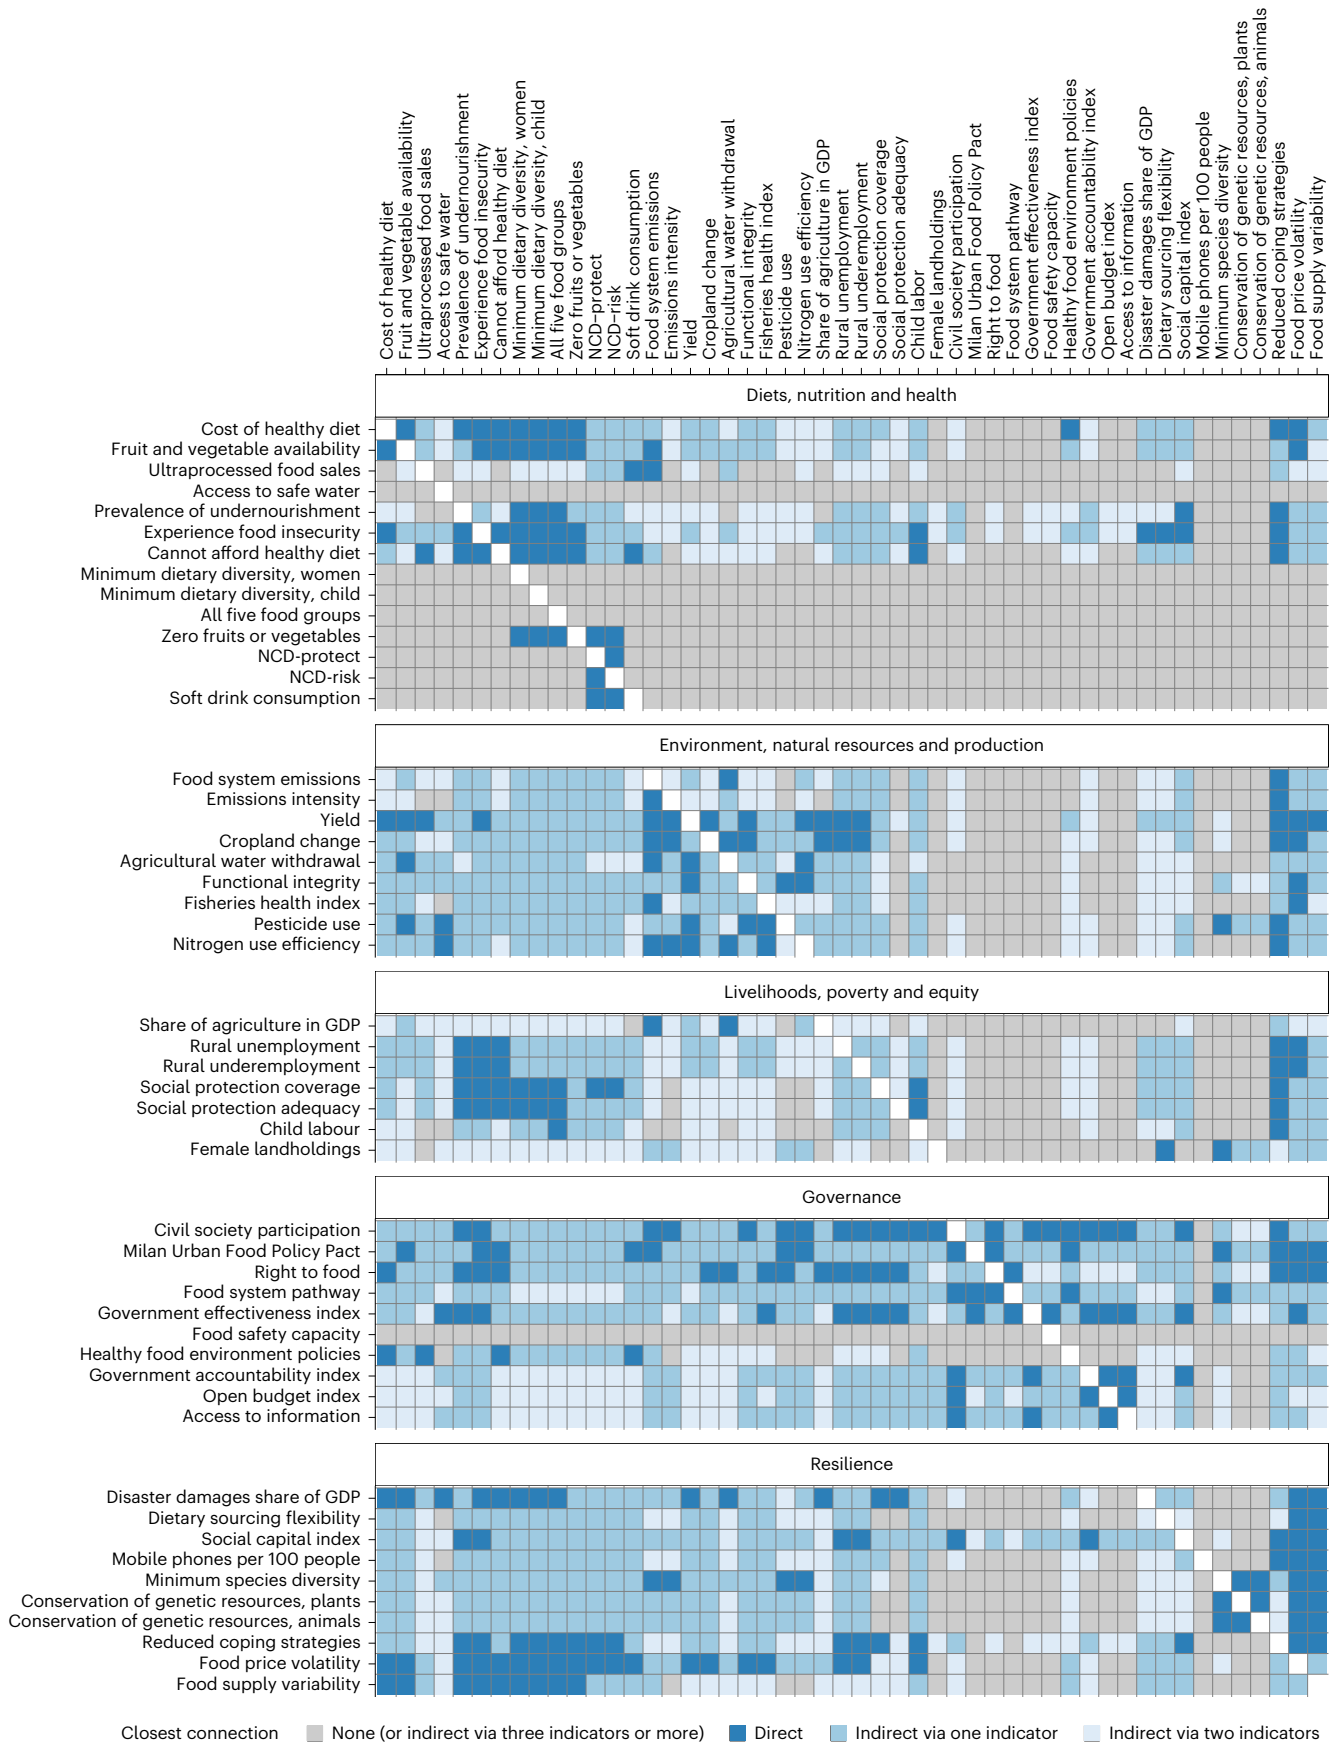 Cost of healthy diet
Fruit and vegetable availability
Ultraprocessed food sales
Access to safe water
Prevalence of undernourishment
Experience food insecurity
Cannot afford healthy diet
Minimum dietary diversity, women
Minimum dietary diversity, child
All five food groups
Zero fruits or vegetables
NCD–protect
NCD–risk
Soft drink consumption
Food system emissions
Emissions intensity
Yield
Cropland change
Agricultural water withdrawal
Functional integrity
Fisheries health index
Pesticide use
Nitrogen use efficiency
Share of agriculture in GDP
Rural unemployment
Rural underemployment
Social protection coverage
Social protection adequacy
Child labor
Female landholdings
Civil society participation
Milan Urban Food Policy Pact
Right to food
Food system pathway
Government effectiveness index
Food safety capacity
Healthy food environment policies
Government accountability index
Open budget index
Access to information
Disaster damages share of GDP
Dietary sourcing flexibility
Social capital index
Mobile phones per 100 people
Minimum species diversity
Conservation of genetic resources, plants
Conservation of genetic resources, animals
Reduced coping strategies
Food price volatility
Food supply variability
Diets, nutrition and health
Cost of healthy diet
Fruit and vegetable availability
Ultraprocessed food sales
Access to safe water
Prevalence of undernourishment
Experience food insecurity
Cannot afford healthy diet
Minimum dietary diversity, women
Minimum dietary diversity, child
All five food groups
Zero fruits or vegetables
NCD-protect
NCD-risk
Soft drink consumption
Environment, natural resources and production
Food system emissions
Emissions intensity
Yield
Cropland change
Agricultural water withdrawal
Functional integrity
Fisheries health index
Pesticide use
Nitrogen use efficiency
Livelihoods, poverty and equity
Share of agriculture in GDP
Rural unemployment
Rural underemployment
Social protection coverage
Social protection adequacy
Child labour
Female landholdings
Governance
Civil society participation
Milan Urban Food Policy Pact
Right to food
Food system pathway
Government effectiveness index
Food safety capacity
Healthy food environment policies
Government accountability index
Open budget index
Access to information
Resilience
Disaster damages share of GDP
Dietary sourcing flexibility
Social capital index
Mobile phones per 100 people
Minimum species diversity
Conservation of genetic resources, plants
Conservation of genetic resources, animals
Reduced coping strategies
Food price volatility
Food supply variability
Closest connection None (or indirect via three indicators or more) Direct Indirect via one indicator Indirect via two indicators